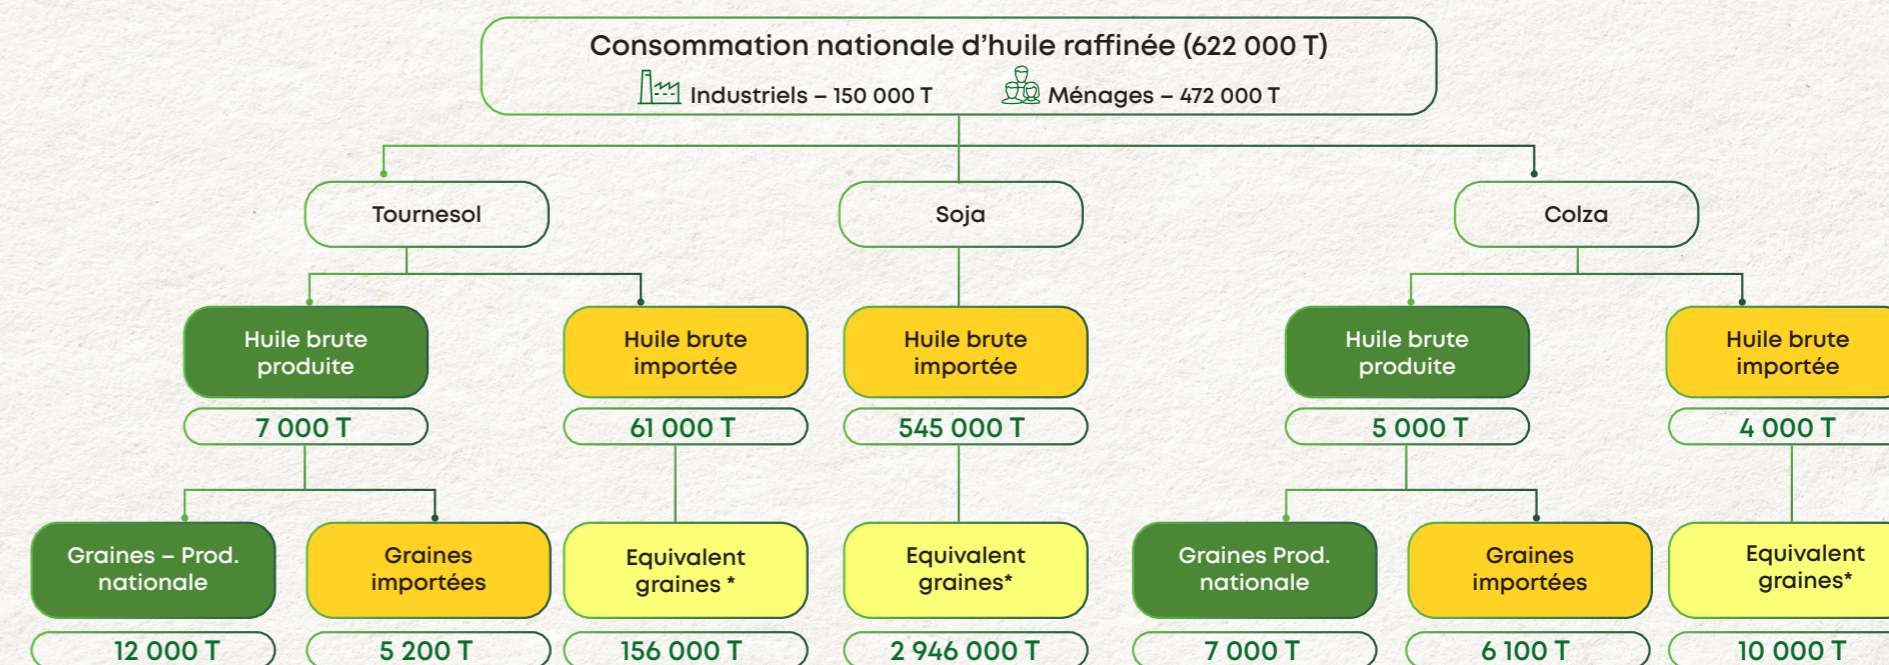 Consommation nationale d'huile raffinée (622 000 T)
Industriels – 150 000 T
Ménages – 472 000 T
Tournesol
Soja
Colza
Huile brute
produite
Huile brute
importée
Huile brute
importée
Huile brute
produite
Huile brute
importée
7 000 T
61 000 T
545 000 T
5 000 T
4 000 T
Graines – Prod.
nationale
Graines
importées
Equivalent
graines *
Equivalent
graines*
Graines Prod.
nationale
Graines
importées
Equivalent
graines*
12 000 T
5 200 T
156 000 T
2 946 000 T
7 000 T
6 100 T
10 000 T